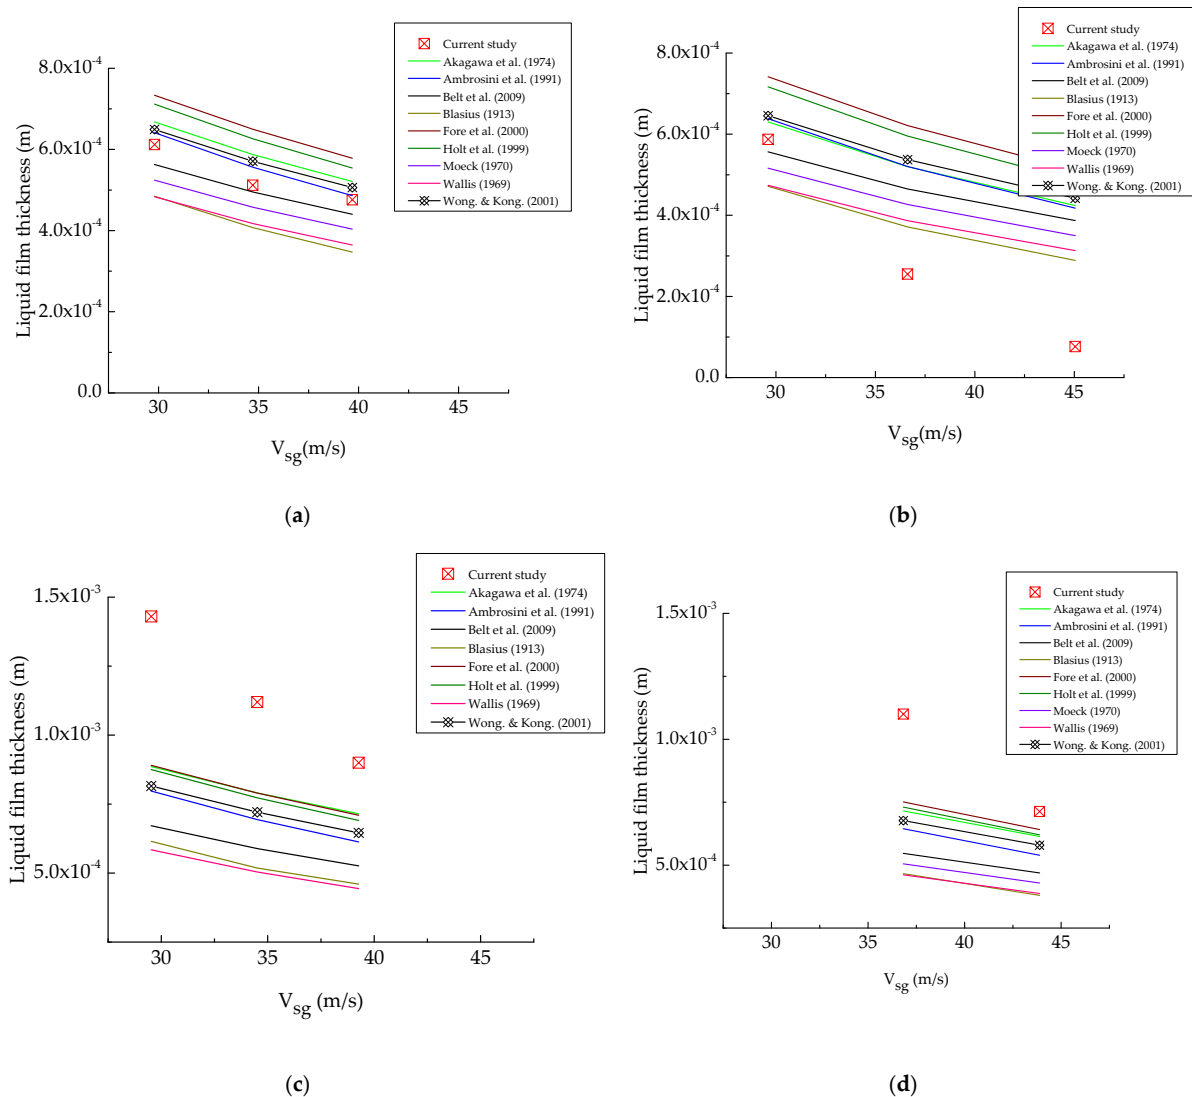 Current study
Akagawa et al. (1974)
Ambrosini et al. (1991)
Belt et al. (2009)
Blasius (1913)
Fore et al. (2000)
Holt et al. (1999)
Moeck (1970)
Wallis (1969)
Wong. & Kong. (2001)
8.0x10⁻⁴
6.0x10⁻⁴
4.0x10⁻⁴
2.0x10⁻⁴
0.0
Liquid film thickness (m)
30 35 40 45
V_sg(m/s)
(a)
Current study
Akagawa et al. (1974)
Ambrosini et al. (1991)
Belt et al. (2009)
Blasius (1913)
Fore et al. (2000)
Holt et al. (1999)
Moeck (1970)
Wallis (1969)
Wong. & Kong. (2001)
8.0x10⁻⁴
6.0x10⁻⁴
4.0x10⁻⁴
2.0x10⁻⁴
0.0
Liquid film thickness (m)
30 35 40 45
V_sg(m/s)
(b)
Current study
Akagawa et al. (1974)
Ambrosini et al. (1991)
Belt et al. (2009)
Blasius (1913)
Fore et al. (2000)
Holt et al. (1999)
Wallis (1969)
Wong. & Kong. (2001)
1.5x10⁻³
1.0x10⁻³
5.0x10⁻⁴
Liquid film thickness (m)
30 35 40 45
V_sg (m/s)
(c)
Current study
Akagawa et al. (1974)
Ambrosini et al. (1991)
Belt et al. (2009)
Blasius (1913)
Fore et al. (2000)
Holt et al. (1999)
Moeck (1970)
Wallis (1969)
Wong. & Kong. (2001)
1.5x10⁻³
1.0x10⁻³
5.0x10⁻⁴
Liquid film thickness (m)
30 35 40 45
V_sg (m/s)
(d)